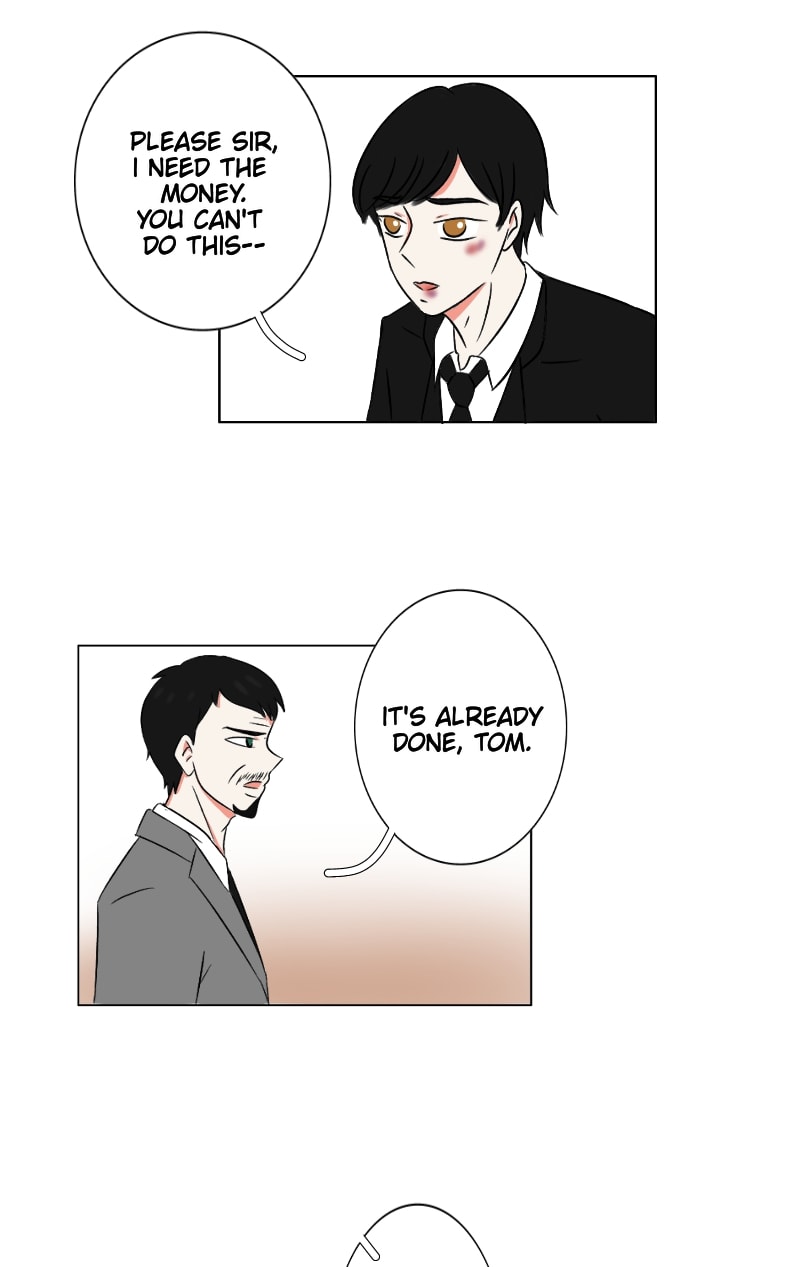 PLEASE SIR,
I NEED THE
MONEY.
YOU CAN'T
DO THIS--
IT'S ALREADY
DONE, TOM.